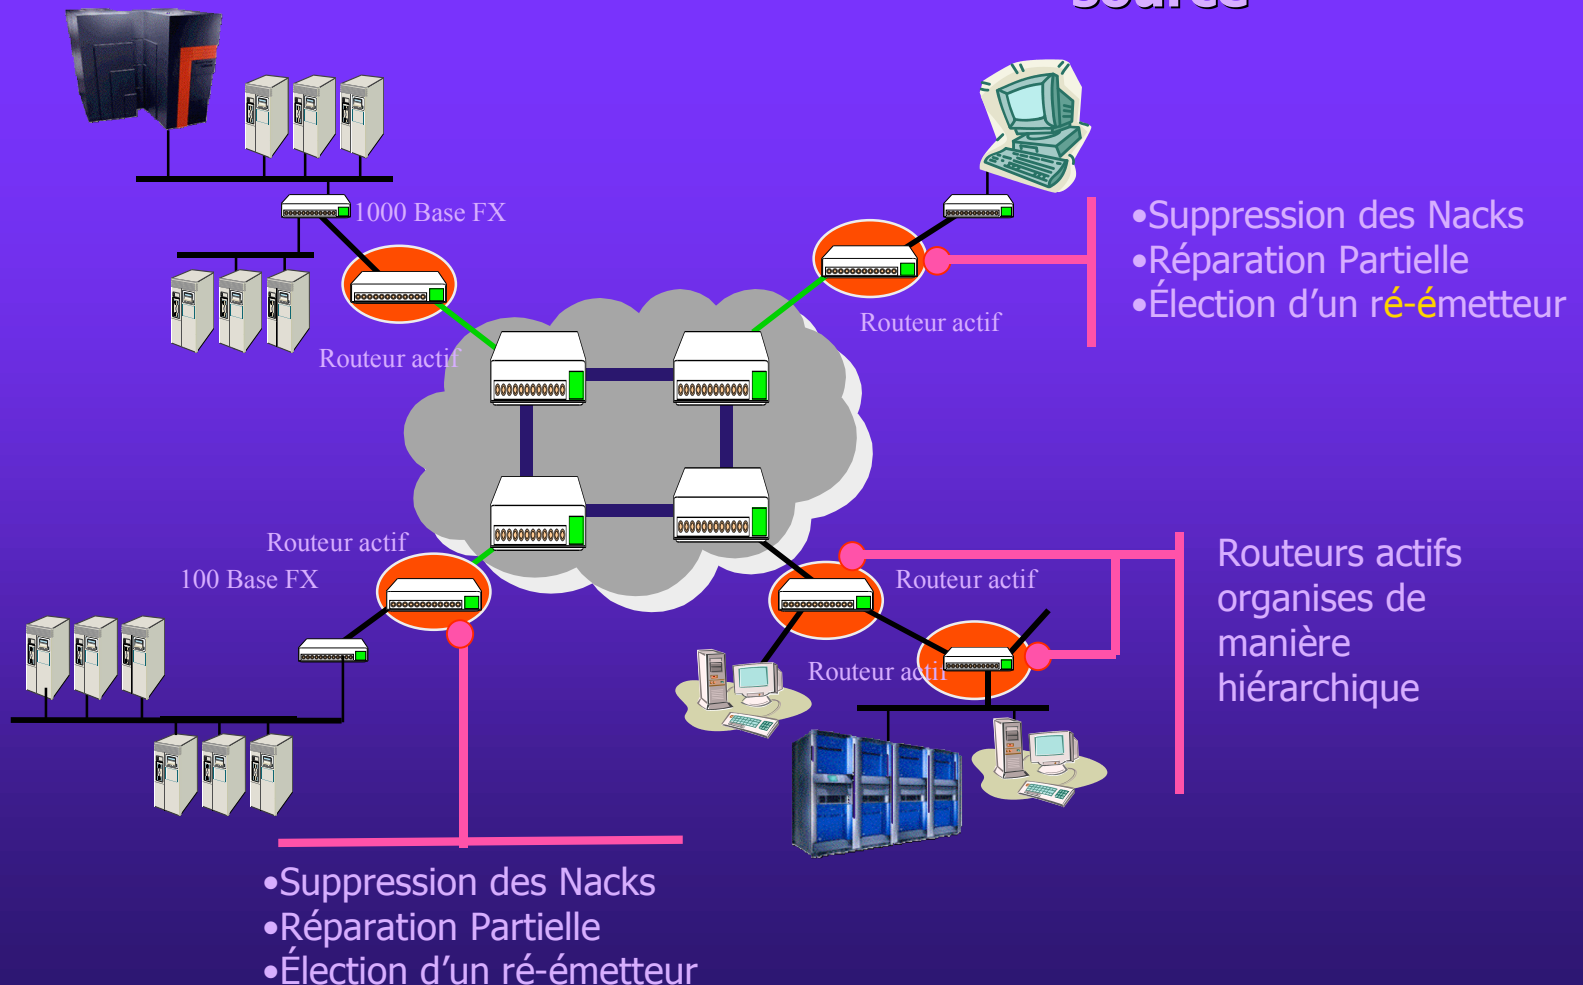 source
1000 Base FX
•Suppression des Nacks
•Réparation Partielle
•Élection d'un ré-émetteur
Routeur actif
Routeur actif
Routeur actif
100 Base FX
Routeur actif
Routeur actif
Routeurs actifs
organises de
manière
hiérarchique
•Suppression des Nacks
•Réparation Partielle
•Élection d'un ré-émetteur